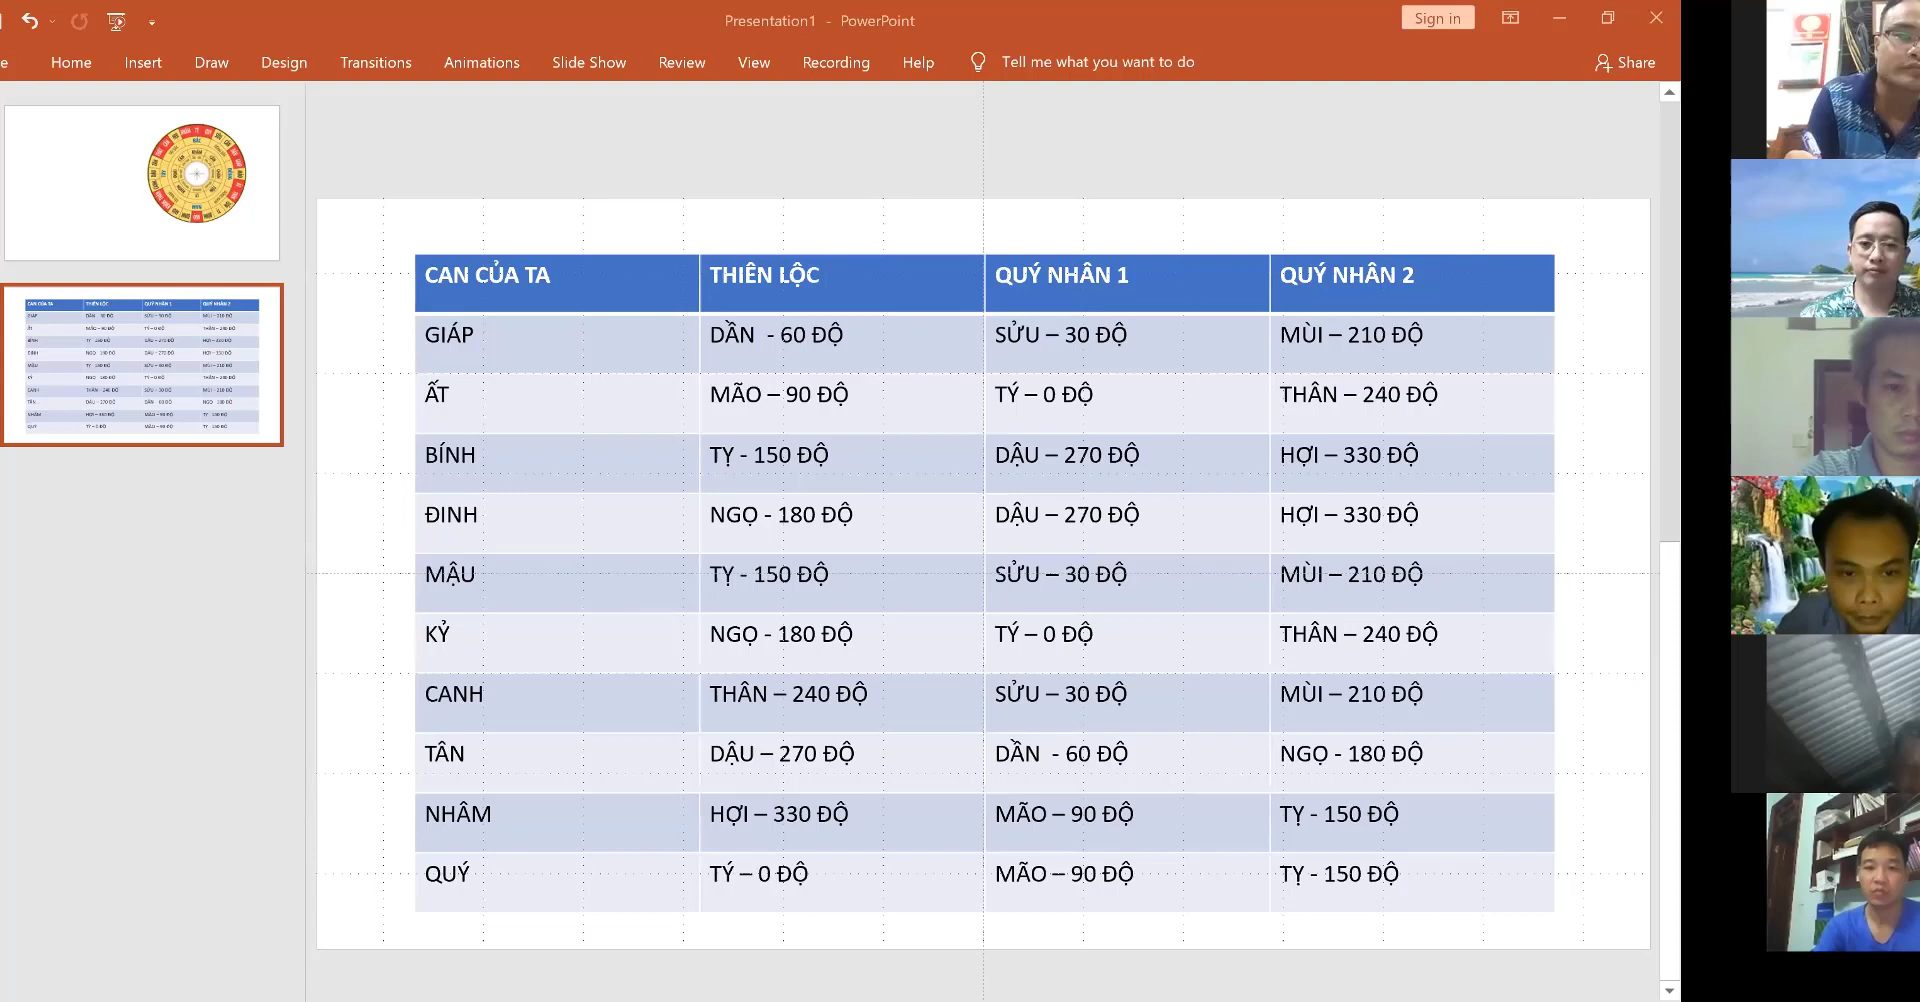 Presentation1 - PowerPoint
Sign in
e Home Insert Draw Design Transitions Animations Slide Show Review View Recording Help Tell me what you want to do Share
CAN CỦA TA THIÊN LỘC QUÝ NHÂN 1 QUÝ NHÂN 2
GIÁP DẦN - 60 ĐỘ SỬU – 30 ĐỘ MÙI – 210 ĐỘ
ẤT MÃO – 90 ĐỘ TÝ – 0 ĐỘ THÂN – 240 ĐỘ
BÍNH TỴ - 150 ĐỘ DẬU – 270 ĐỘ HỢI – 330 ĐỘ
ĐINH NGỌ - 180 ĐỘ DẬU – 270 ĐỘ HỢI – 330 ĐỘ
MẬU TỴ - 150 ĐỘ SỬU – 30 ĐỘ MÙI – 210 ĐỘ
KỶ NGỌ - 180 ĐỘ TÝ – 0 ĐỘ THÂN – 240 ĐỘ
CANH THÂN – 240 ĐỘ SỬU – 30 ĐỘ MÙI – 210 ĐỘ
TÂN DẬU – 270 ĐỘ DẦN - 60 ĐỘ NGỌ - 180 ĐỘ
NHÂM HỢI – 330 ĐỘ MÃO – 90 ĐỘ TỴ - 150 ĐỘ
QUÝ TÝ – 0 ĐỘ MÃO – 90 ĐỘ TỴ - 150 ĐỘ